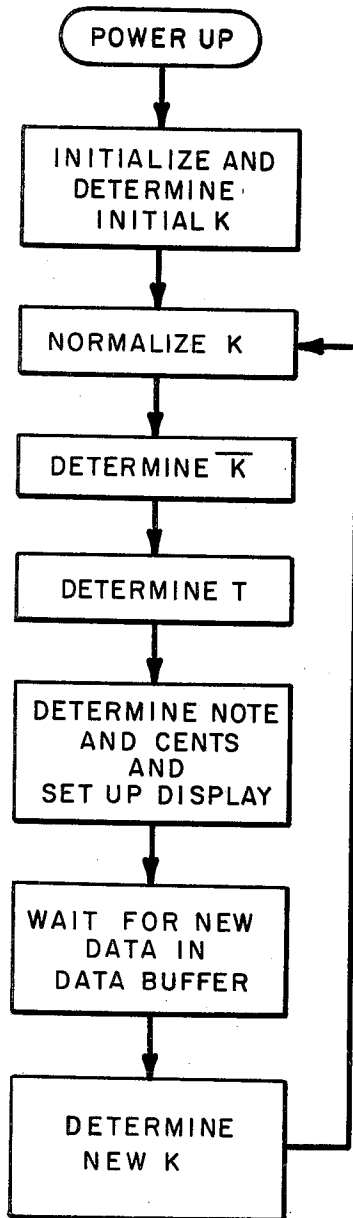 POWER UP
INITIALIZE AND
DETERMINE
INITIAL K
NORMALIZE K
DETERMINE K̅
DETERMINE T
DETERMINE NOTE
AND CENTS
AND
SET UP DISPLAY
WAIT FOR NEW
DATA IN
DATA BUFFER
DETERMINE
NEW K